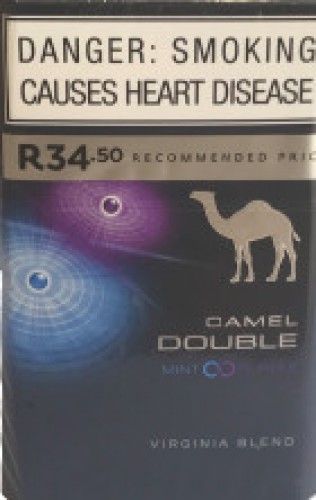 DANGER: SMOKING
CAUSES HEART DISEASE
R34.50 RECOMMENDED PRIC
CAMEL
DOUBLE
MINT
VIRGINIA BLEND